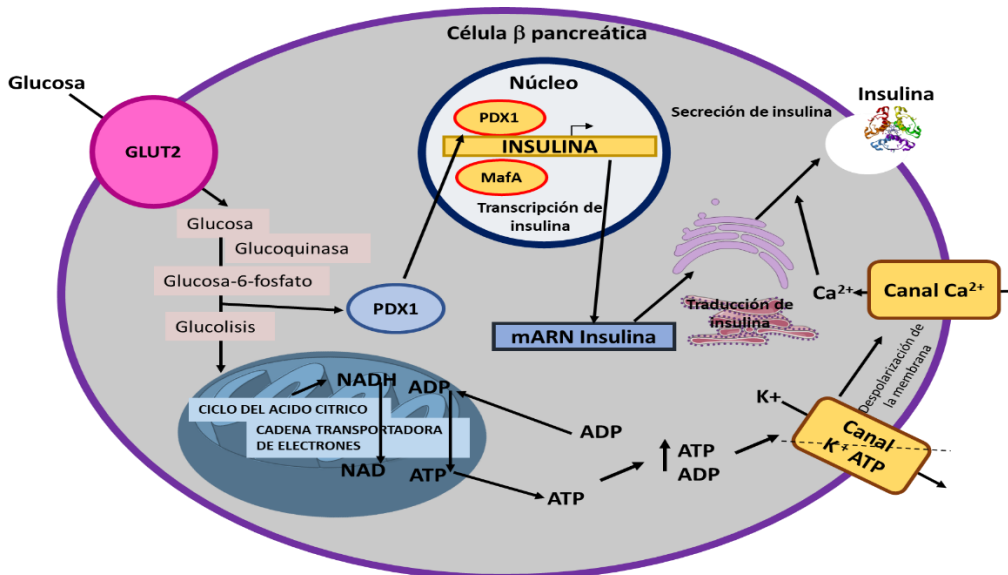 Célula β pancreática
Glucosa
GLUT2
Glucosa
Glucoquinasa
Glucosa-6-fosfato
Glucolisis
PDX1
Núcleo
PDX1
INSULINA
MafA
Transcripción de
insulina
mARN Insulina
Traducción de
insulina
Secreción de insulina
Insulina
Ca²⁺
Canal Ca²⁺
Despolarización de
la membrana
K+
Canal
K⁺ ATP
NADH
ADP
CICLO DEL ACIDO CITRICO
CADENA TRANSPORTADORA
DE ELECTRONES
NAD
ATP
ADP
ATP
ATP
ADP